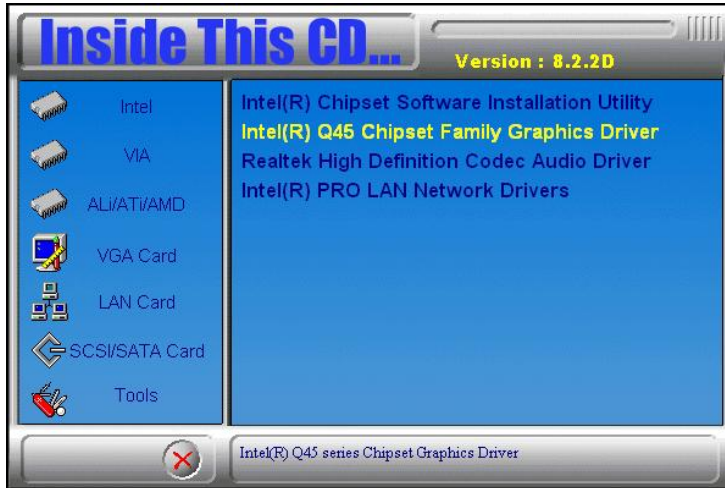 Inside This CD...
Version : 8.2.2D
Intel
VIA
ALi/ATi/AMD
VGA Card
LAN Card
SCSI/SATA Card
Tools
Intel(R) Chipset Software Installation Utility
Intel(R) Q45 Chipset Family Graphics Driver
Realtek High Definition Codec Audio Driver
Intel(R) PRO LAN Network Drivers
Intel(R) Q45 series Chipset Graphics Driver